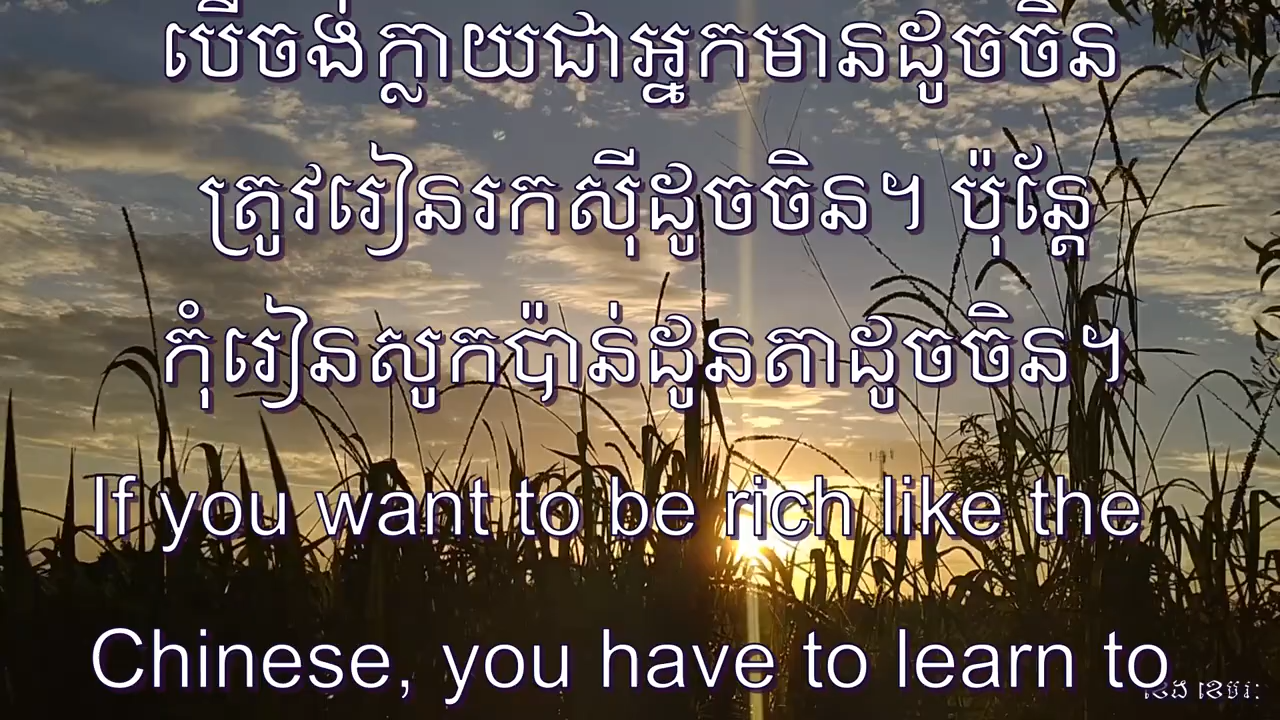 បើចង់ក្លាយជាអ្នកមានដូចចិន
ត្រូវរៀនរកស៊ីដូចចិន។ ប៉ុន្តែ
កុំរៀនសូកប៉ាន់ដូនតាដូចចិន។
If you want to be rich like the
Chinese, you have to learn to
ខេមរៈ